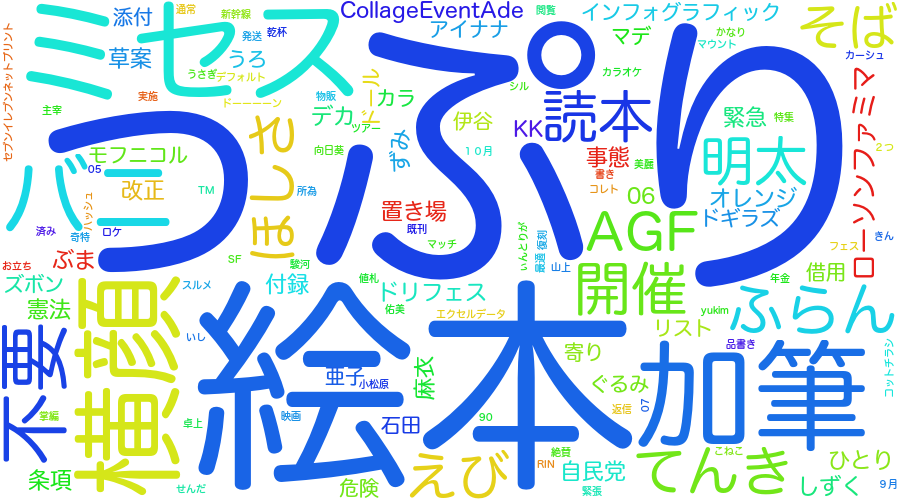 つぷり
絵本
ミセス
バニ
横顔
加筆
読本
AGF
開催
明太
そば
ふらん
てんき
えび
ほしさ
不要
CollageEventAde
アイナナ
インフォグラフィック
マデ
かなり
マウント
カーシュ
カラオケ
閲覧
シル
通常
新幹線
添付
草案
発送
乾杯
うろ
うさぎ
デフォルト
ドーーーーン
物販
実施
主宰
セブンイレブンネットプリント
モフニコル
05
改正
ハッシュ
TM
所為
済み
奇特
ロケ
お立ち
ぶま
ズボン
憲法
スルメ
SF
駿河
付録
向日葵
ツアー
デカ
カラ
ドール
ずみ
伊谷
10月
KK
事態
書き
コレト
美麗
緊急
特集
2つ
06
オレンジ
ドギラズ
ローソンファミマ
置き場
既刊
マッチ
いんとりが
最適
復刻
山上
フェス
きん
年金
借用
値札
佑美
ドリフェス
エクセルデータ
yukim
リスト
品書き
コットチラシ
寄り
ぐるみ
麻衣
亜子
小松原
いし
石田
映画
卓上
掌編
条項
せんだ
危険
90
絶賛
RIN
返信
07
自民党
緊張
こねこ
ひとり
しずく
9月